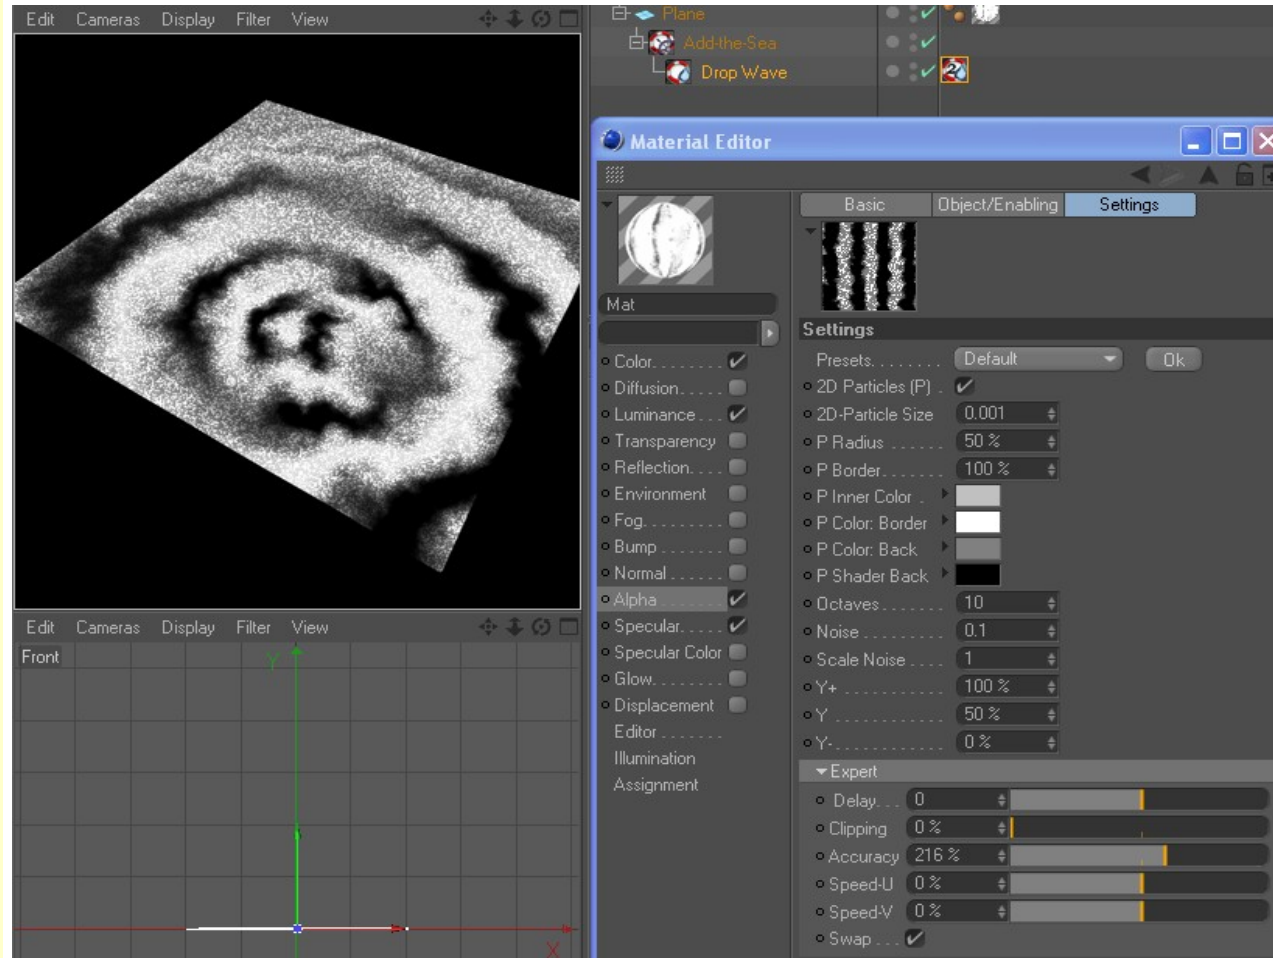 Edit Cameras Display Filter View
Plane
Add-the-Sea
Drop Wave
Material Editor
Basic Object/Enabling Settings
Mat
Color........
Diffusion.....
Luminance...
Transparency
Reflection....
Environment
Fog.........
Bump.......
Normal......
Alpha.......
Specular.....
Specular Color
Glow........
Displacement
Editor.......
Illumination
Assignment
Settings
Presets....... Default Ok
2D Particles (P) .
2D-Particle Size 0.001
P Radius ...... 50 %
P Border....... 100 %
P Inner Color .
P Color: Border
P Color: Back
P Shader Back
Octaves....... 10
Noise......... 0.1
Scale Noise.... 1
Y+ ........... 100 %
Y ............ 50 %
Y-............ 0 %
Expert
Delay... 0
Clipping 0 %
Accuracy 216 %
Speed-U 0 %
Speed-V 0 %
Swap...
Edit Cameras Display Filter View
Front
Y
X